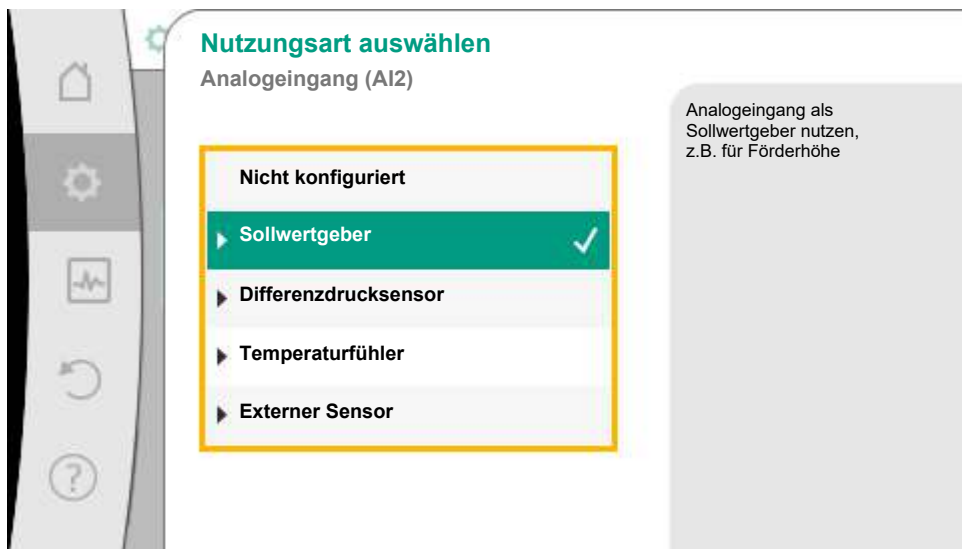 Nutzungsart auswählen
Analogeingang (AI2)
Nicht konfiguriert
Sollwertgeber
Differenzdrucksensor
Temperaturfühler
Externer Sensor
Analogeingang als
Sollwertgeber nutzen,
z.B. für Förderhöhe
?